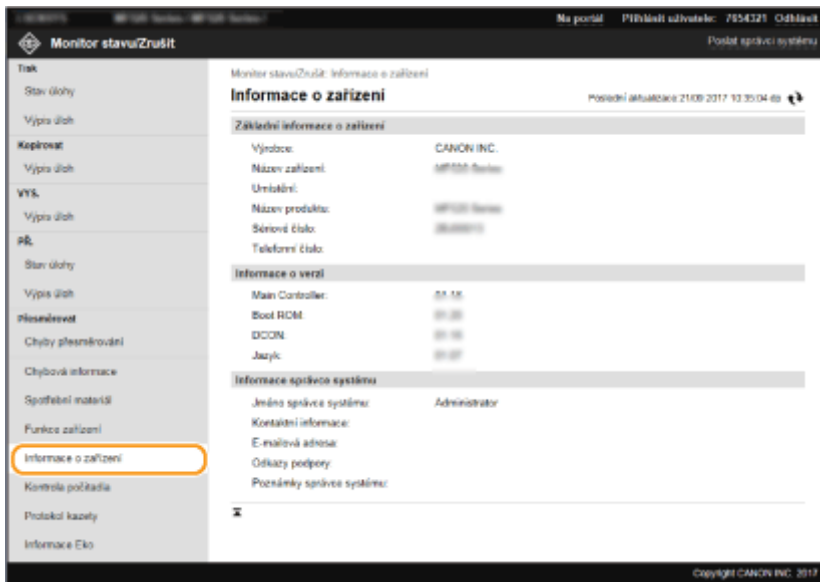 Na portál Přihlásit uživatele: 7654321 Odhlásit
Monitor stavu/Zrušit
Poslat správci systému
Tisk
Stav úlohy
Výpis úloh
Kopírovat
Výpis úloh
VYS.
Výpis úloh
PŘ.
Stav úlohy
Výpis úloh
Přesměrovat
Chyby přesměrování
Chybová informace
Spotřební materiál
Funkce zařízení
Informace o zařízení
Kontrola počitadla
Protokol kazety
Informace Eko
Monitor stavu/Zrušit: Informace o zařízení
Informace o zařízení
Poslední aktualizace:21/09 2017 10:35:04 do
Základní informace o zařízení
Výrobce: CANON INC.
Název zařízení:
Umístění:
Název produktu:
Sériové číslo:
Telefonní číslo:
Informace o verzi
Main Controller:
Boot ROM:
DCON:
Jazyk:
Informace správce systému
Jméno správce systému: Administrator
Kontaktní informace:
E-mailová adresa:
Odkazy podpory:
Poznámky správce systému:
Copyright CANON INC. 2017